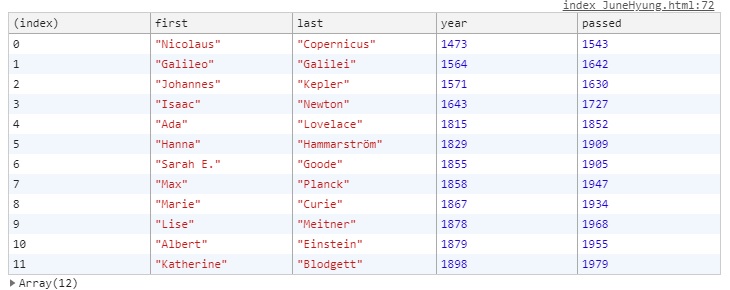 index JuneHyung.html:72
(index) first last year passed
0 "Nicolaus" "Copernicus" 1473 1543
1 "Galileo" "Galilei" 1564 1642
2 "Johannes" "Kepler" 1571 1630
3 "Isaac" "Newton" 1643 1727
4 "Ada" "Lovelace" 1815 1852
5 "Hanna" "Hammarström" 1829 1909
6 "Sarah E." "Goode" 1855 1905
7 "Max" "Planck" 1858 1947
8 "Marie" "Curie" 1867 1934
9 "Lise" "Meitner" 1878 1968
10 "Albert" "Einstein" 1879 1955
11 "Katherine" "Blodgett" 1898 1979
Array(12)